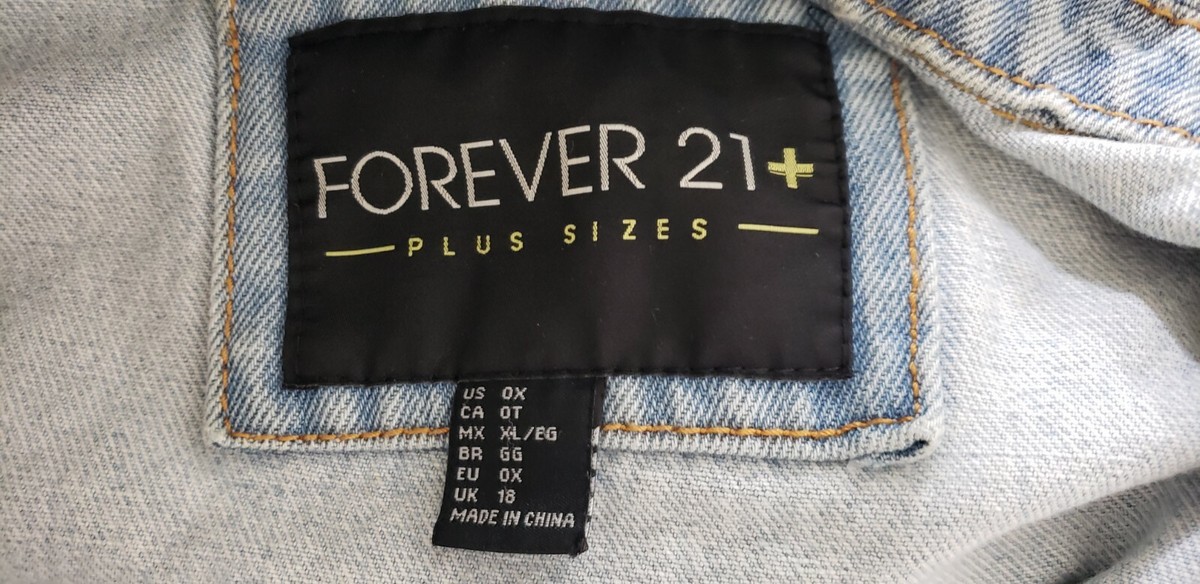 FOREVER 21+
PLUS SIZES
US 0X
CA 0T
MX XL/EG
BR GG
EU 0X
UK 18
MADE IN CHINA